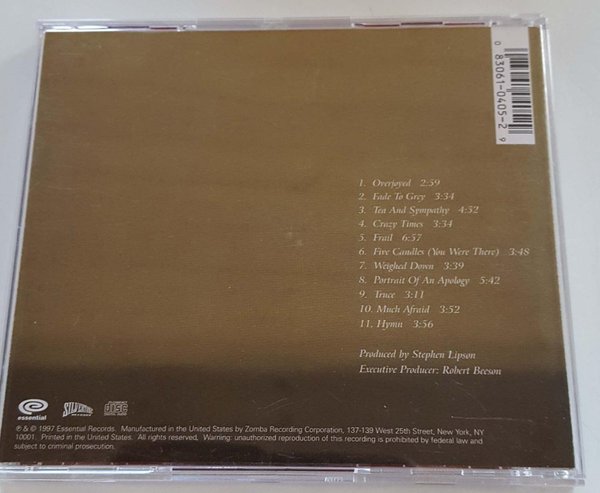 0 83061-0405-2 9
1. Overjoyed 2:59
2. Fade To Grey 3:34
3. Tea And Sympathy 4:52
4. Crazy Times 3:34
5. Frail 6:57
6. Five Candles (You Were There) 3:48
7. Weighed Down 3:39
8. Portrait Of An Apology 5:42
9. Truce 3:11
10. Much Afraid 3:52
11. Hymn 3:56
Produced by Stephen Lipson
Executive Producer: Robert Beeson
essential
SILVERTONE
COMPACT
disc
DIGITAL AUDIO
℗ & © 1997 Essential Records. Manufactured in the United States by Zomba Recording Corporation, 137-139 West 25th Street, New York, NY
10001. Printed in the United States. All rights reserved, Warning: unauthorized reproduction of this recording is prohibited by federal law and
subject to criminal prosecution.